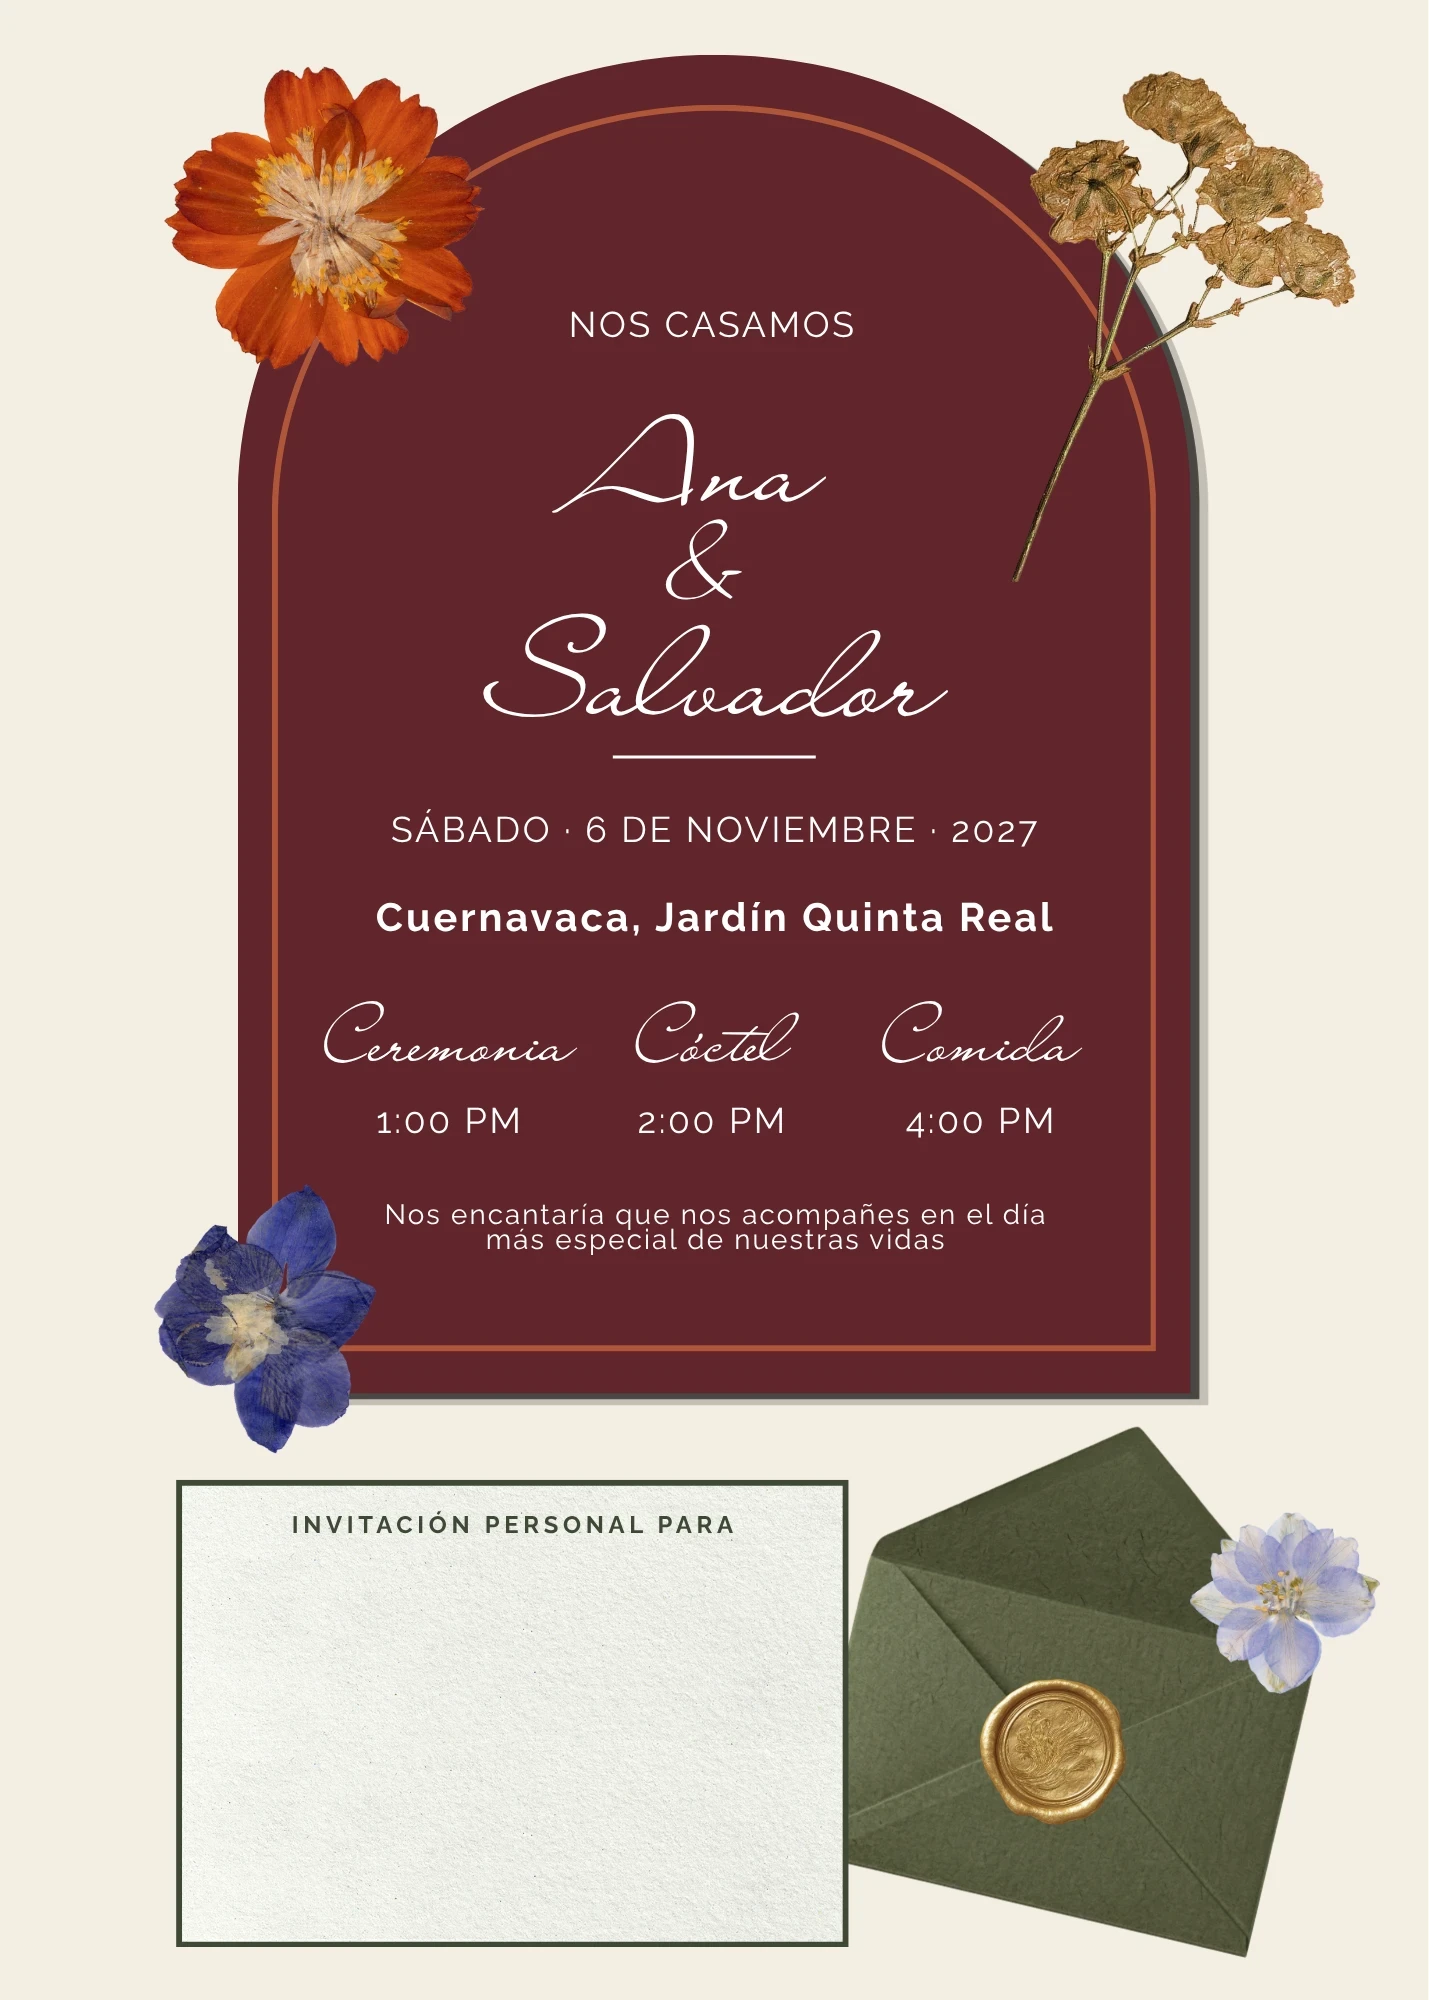 NOS CASAMOS
Ana
&
Salvador
SÁBADO · 6 DE NOVIEMBRE · 2027
Cuernavaca, Jardín Quinta Real
Ceremonia Cóctel Comida
1:00 PM 2:00 PM 4:00 PM
Nos encantaría que nos acompañes en el día
más especial de nuestras vidas
INVITACIÓN PERSONAL PARA